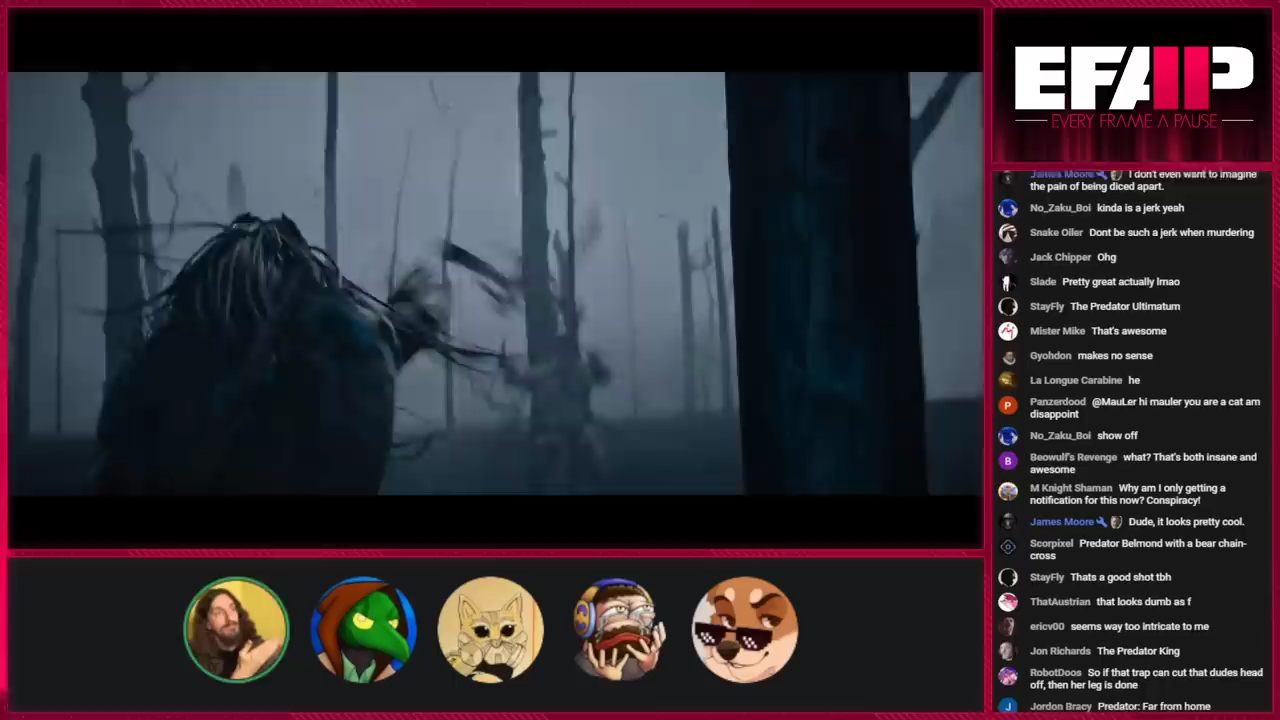 EFAP
EVERY FRAME A PAUSE
James Moore I don't even want to imagine
the pain of being diced apart.
No_Zaku_Boi kinda is a jerk yeah
Snake Oiler Dont be such a jerk when murdering
Jack Chipper Ohg
Slade Pretty great actually lmao
StayFly The Predator Ultimatum
Mister Mike That's awesome
Gyohdon makes no sense
La Longue Carabine he
P
Panzerdood @MauLer hi mauler you are a cat am
disappoint
No_Zaku_Boi show off
B
Beowulf's Revenge what? That's both insane and
awesome
M Knight Shaman Why am I only getting a
notification for this now? Conspiracy!
James Moore Dude, it looks pretty cool.
Scorpixel Predator Belmond with a bear chain-
cross
StayFly Thats a good shot tbh
ThatAustrian that looks dumb as f
ericv00 seems way too intricate to me
Jon Richards The Predator King
RobotDoos So if that trap can cut that dudes head
off, then her leg is done
J
Jordon Bracy Predator: Far from home